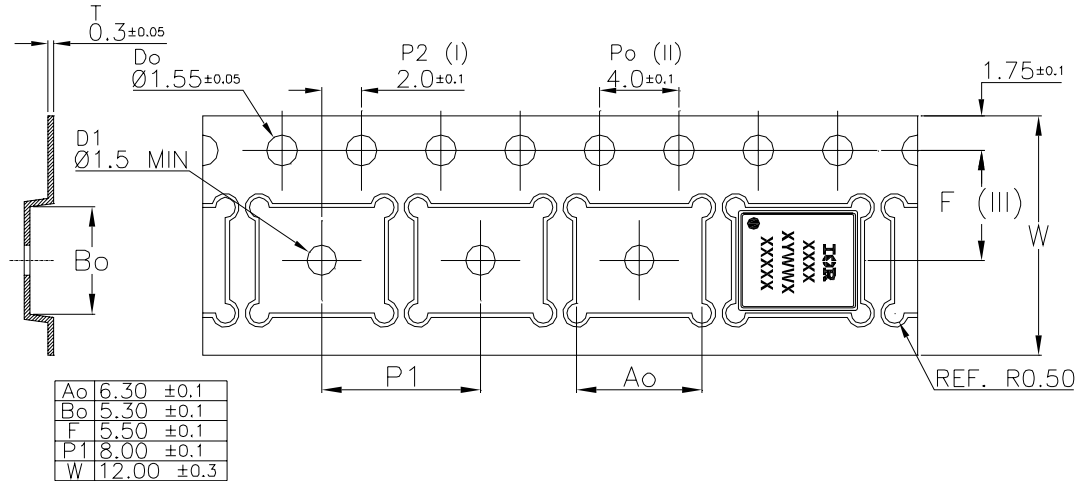 T
0.3±0.05
Do
Ø1.55±0.05
P2 (I)
2.0±0.1
Po (II)
4.0±0.1
1.75±0.1
D1
Ø1.5 MIN
Bo
F (III)
W
IOR
XXXX
XYWWX
XXXXX
P1
Ao
REF. R0.50
Ao 6.30 ±0.1
Bo 5.30 ±0.1
F 5.50 ±0.1
P1 8.00 ±0.1
W 12.00 ±0.3